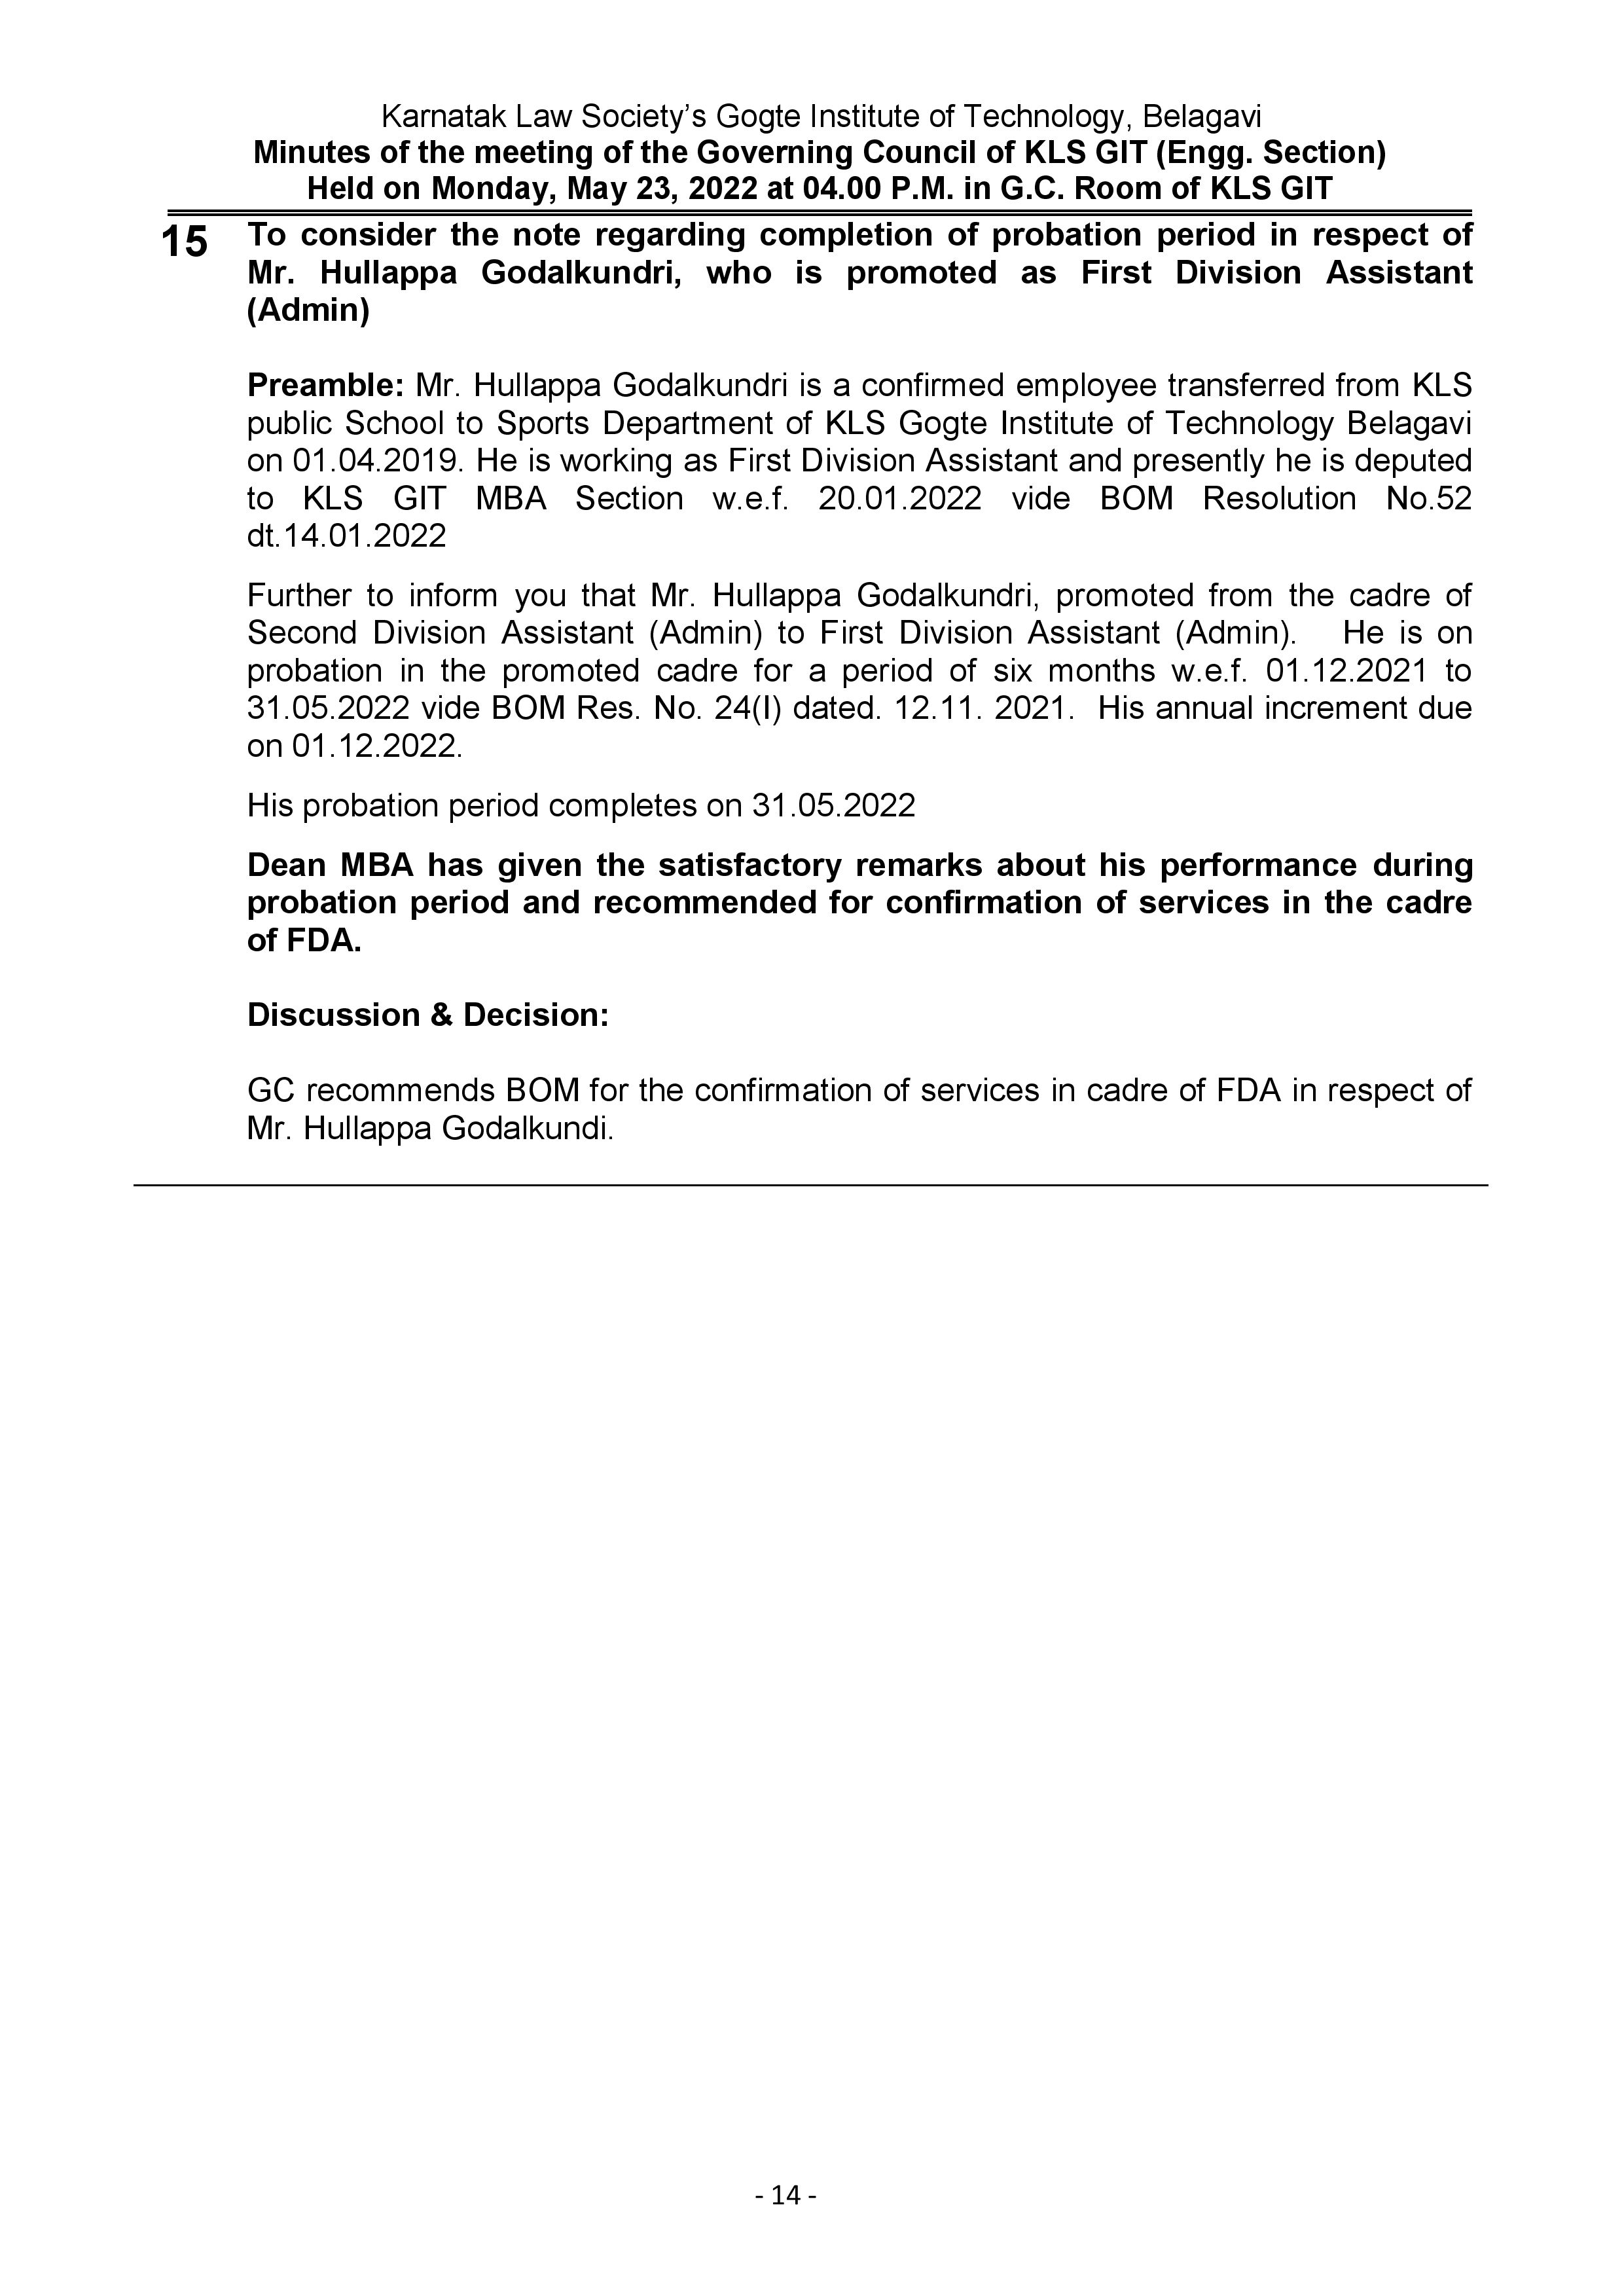 Karnatak Law Society’s Gogte Institute of Technology, Belagavi
Minutes of the meeting of the Governing Council of KLS GIT (Engg. Section)
Held on Monday, May 23, 2022 at 04.00 P.M. in G.C. Room of KLS GIT
15 To consider the note regarding completion of probation period in respect of
Mr. Hullappa Godalkundri, who is promoted as First Division Assistant
(Admin)
Preamble: Mr. Hullappa Godalkundri is a confirmed employee transferred from KLS
public School to Sports Department of KLS Gogte Institute of Technology Belagavi
on 01.04.2019. He is working as First Division Assistant and presently he is deputed
to KLS GIT MBA Section w.e.f. 20.01.2022 vide BOM Resolution No.52
dt.14.01.2022
Further to inform you that Mr. Hullappa Godalkundri, promoted from the cadre of
Second Division Assistant (Admin) to First Division Assistant (Admin). He is on
probation in the promoted cadre for a period of six months w.e.f. 01.12.2021 to
31.05.2022 vide BOM Res. No. 24(I) dated. 12.11. 2021. His annual increment due
on 01.12.2022.
His probation period completes on 31.05.2022
Dean MBA has given the satisfactory remarks about his performance during
probation period and recommended for confirmation of services in the cadre
of FDA.
Discussion & Decision:
GC recommends BOM for the confirmation of services in cadre of FDA in respect of
Mr. Hullappa Godalkundi.
- 14 -